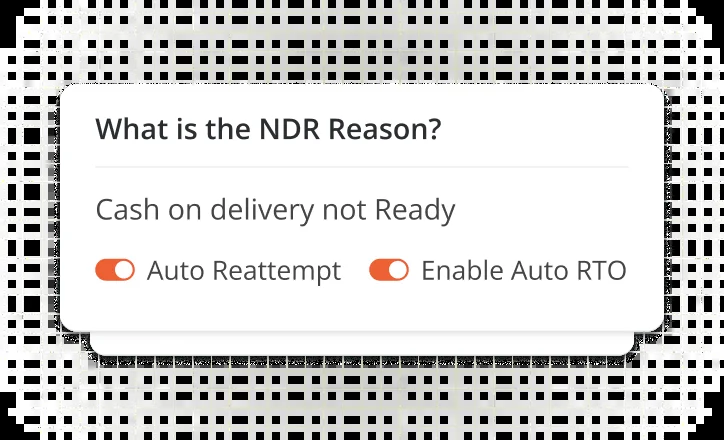 What is the NDR Reason?
Cash on delivery not Ready
Auto Reattempt Enable Auto RTO